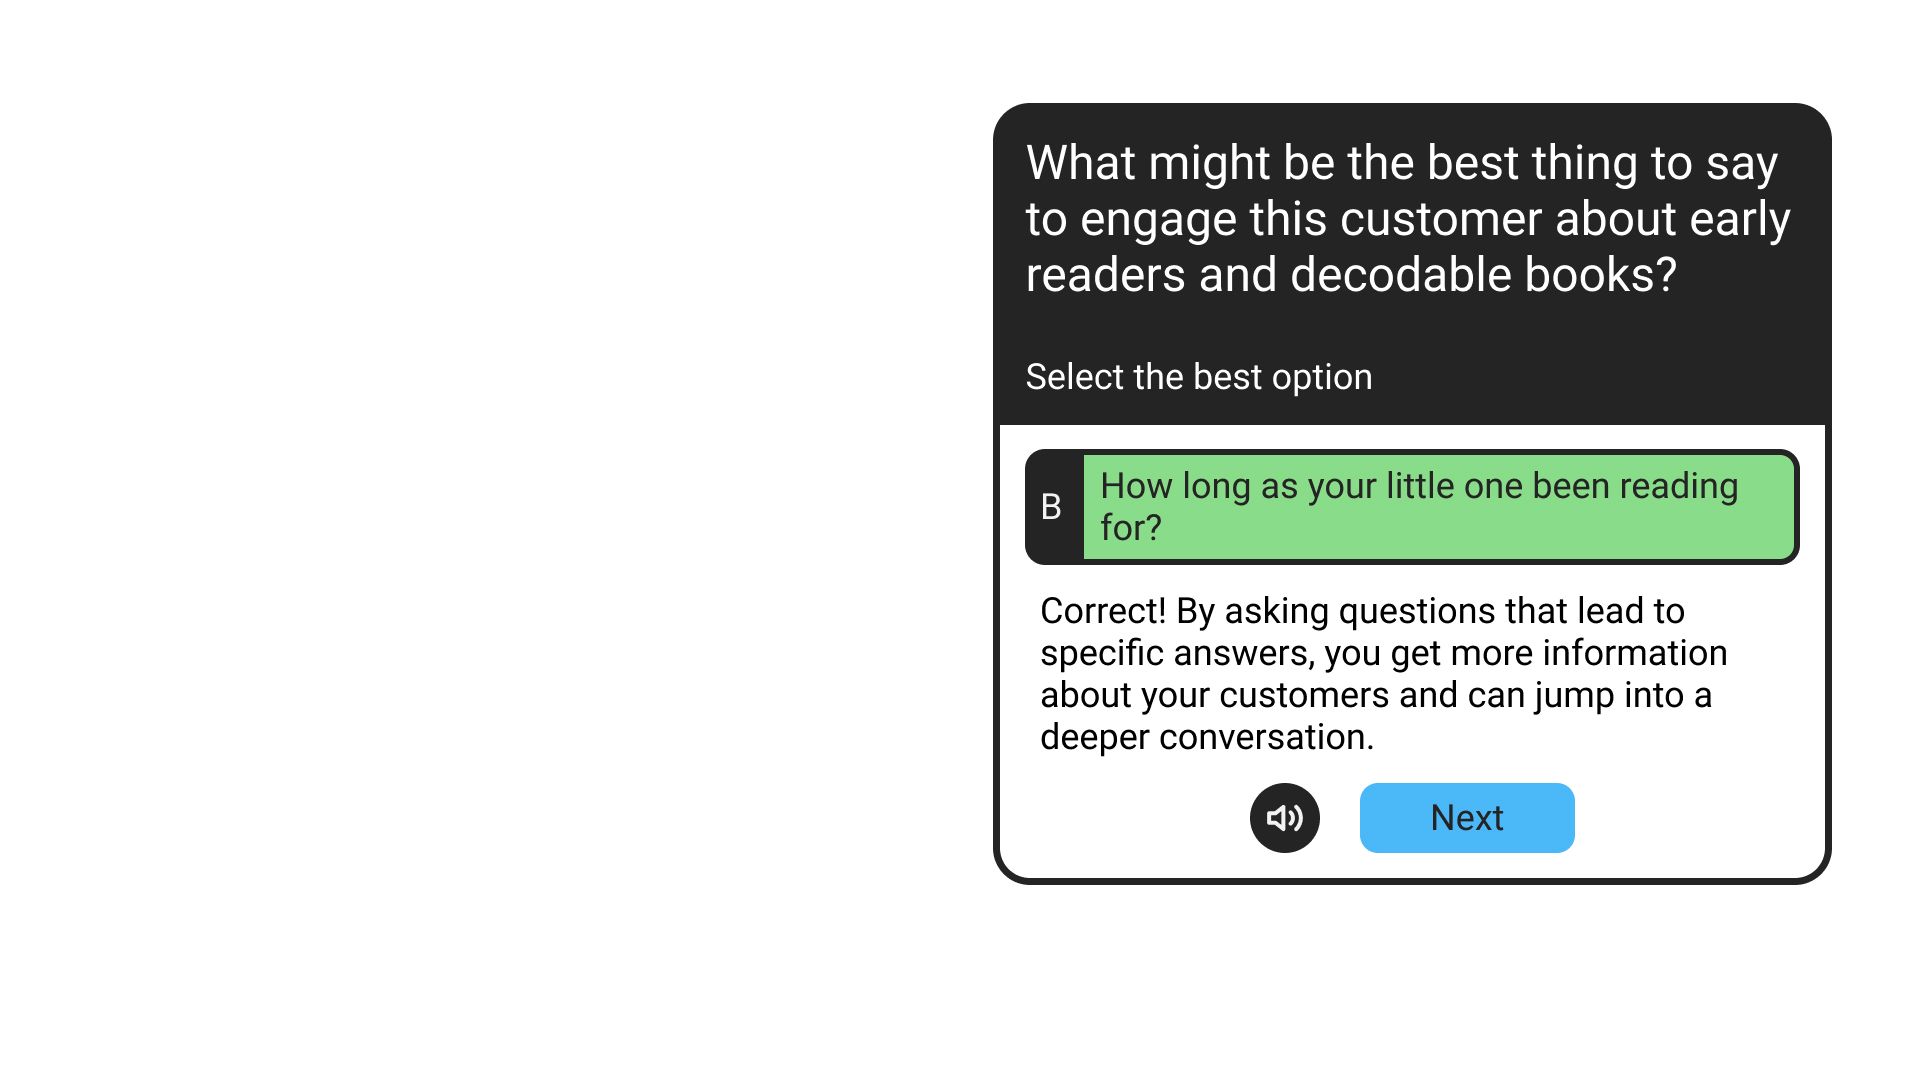 What might be the best thing to say
to engage this customer about early
readers and decodable books?
Select the best option
B
How long as your little one been reading
for?
Correct! By asking questions that lead to
specific answers, you get more information
about your customers and can jump into a
deeper conversation.
Next